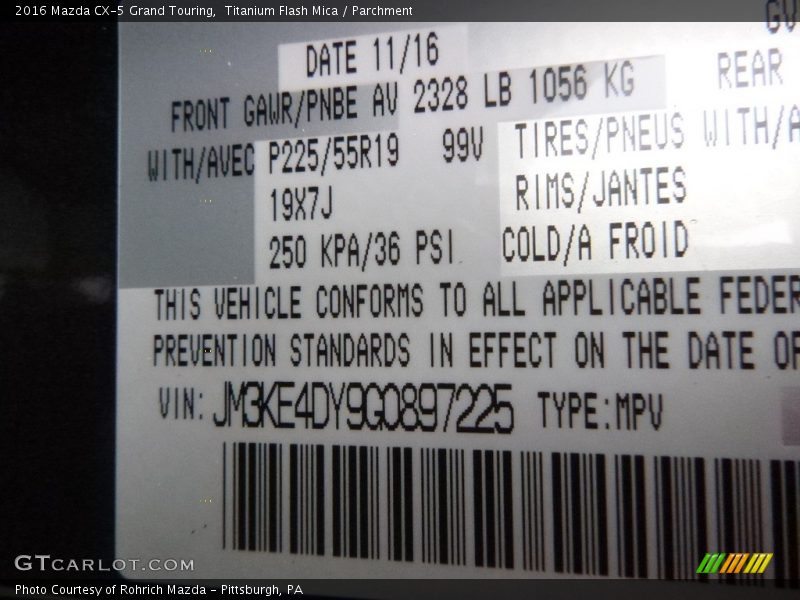 2016 Mazda CX-5 Grand Touring,  Titanium Flash Mica / Parchment
GV
DATE 11/16
FRONT GAWR/PNBE AV 2328 LB 1056 KG REAR
WITH/AVEC P225/55R19 99V TIRES/PNEUS WITH/A
19X7J RIMS/JANTES
250 KPA/36 PSI COLD/A FROID
THIS VEHICLE CONFORMS TO ALL APPLICABLE FEDER
PREVENTION STANDARDS IN EFFECT ON THE DATE OF
VIN: JM3KE4DY9G0897225 TYPE:MPV
GTCARLOT.COM
Photo Courtesy of Rohrich Mazda - Pittsburgh, PA